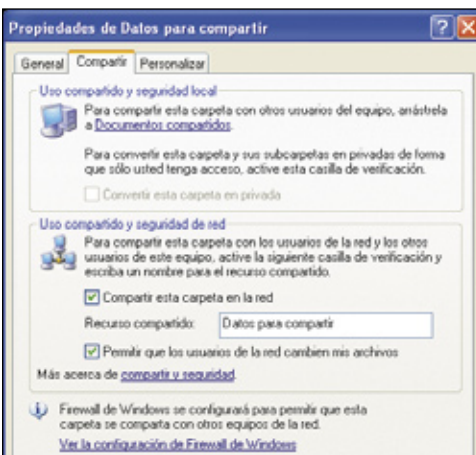 Propiedades de Datos para compartir
General Compartir Personalizar
Uso compartido y seguridad local
Para compartir esta carpeta con otros usuarios del equipo, arrástrela
a Documentos compartidos.
Para convertir esta carpeta y sus subcarpetas en privadas de forma
que sólo usted tenga acceso, active esta casilla de verificación.
Convertir esta carpeta en privada
Uso compartido y seguridad de red
Para compartir esta carpeta con los usuarios de la red y los otros
usuarios de este equipo, active la siguiente casilla de verificación y
escriba un nombre para el recurso compartido.
Compartir esta carpeta en la red
Recurso compartido: Datos para compartir
Permitir que los usuarios de la red cambien mis archivos
Más acerca de compartir y seguridad.
Firewall de Windows se configurará para permitir que esta
carpeta se comparta con otros equipos de la red.
Ver la configuración de Firewall de Windows